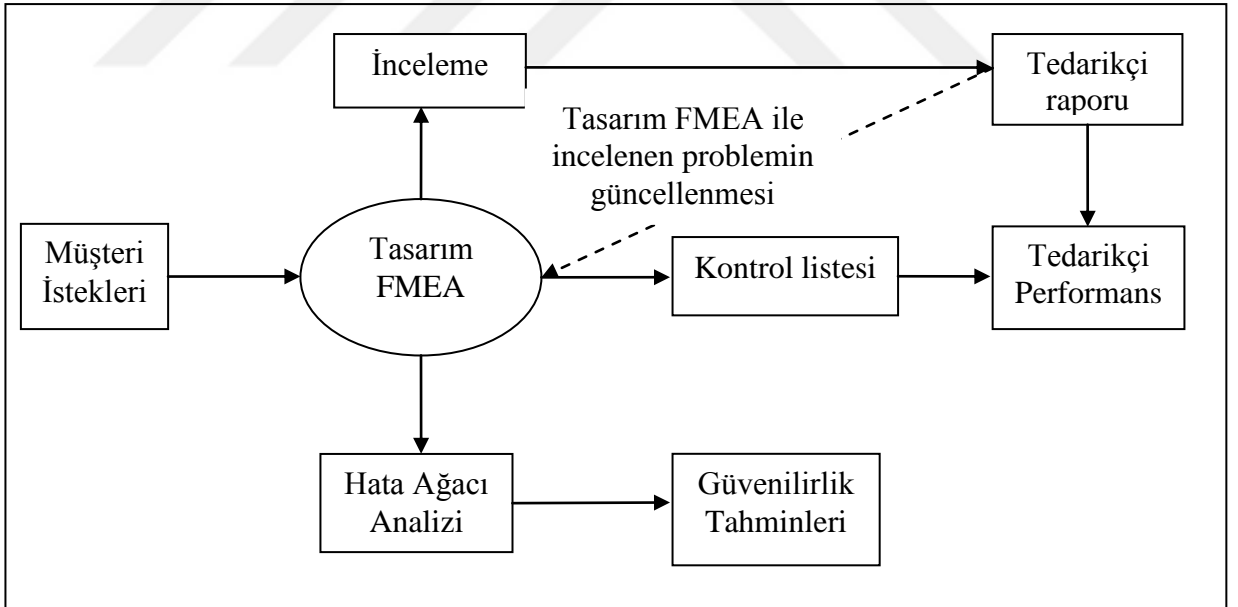 İnceleme
Tedarikçi
raporu
Tasarım FMEA ile
incelenen problemin
güncellenmesi
Müşteri
İstekleri
Tasarım
FMEA
Kontrol listesi
Tedarikçi
Performans
Hata Ağacı
Analizi
Güvenilirlik
Tahminleri